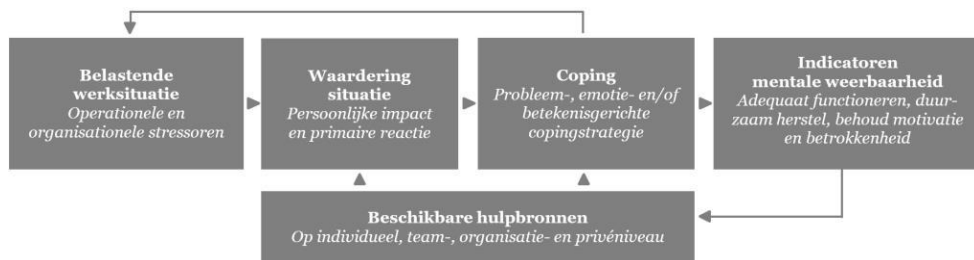 Belastende
werksituatie
Operationele en
organisationele stressoren
Waardering
situatie
Persoonlijke impact
en primaire reactie
Coping
Probleem-, emotie- en/of
betekenisgerichte
copingstrategie
Indicatoren
mentale weerbaarheid
Adequaat functioneren, duur-
zaam herstel, behoud motivatie
en betrokkenheid
Beschikbare hulpbronnen
Op individueel, team-, organisatie- en privéniveau